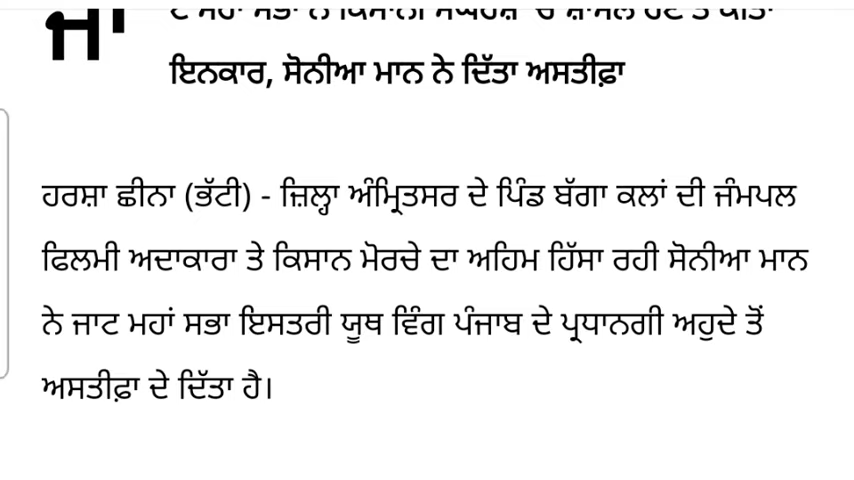 ਇਨਕਾਰ, ਸੋਨੀਆ ਮਾਨ ਨੇ ਦਿੱਤਾ ਅਸਤੀਫ਼ਾ
ਹਰਸ਼ਾ ਛੀਨਾ (ਭੱਟੀ) - ਜ਼ਿਲ੍ਹਾ ਅੰਮ੍ਰਿਤਸਰ ਦੇ ਪਿੰਡ ਬੱਗਾ ਕਲਾਂ ਦੀ ਜੰਮਪਲ
ਫਿਲਮੀ ਅਦਾਕਾਰਾ ਤੇ ਕਿਸਾਨ ਮੋਰਚੇ ਦਾ ਅਹਿਮ ਹਿੱਸਾ ਰਹੀ ਸੋਨੀਆ ਮਾਨ
ਨੇ ਜਾਟ ਮਹਾਂ ਸਭਾ ਇਸਤਰੀ ਯੂਥ ਵਿੰਗ ਪੰਜਾਬ ਦੇ ਪ੍ਰਧਾਨਗੀ ਅਹੁਦੇ ਤੋਂ
ਅਸਤੀਫ਼ਾ ਦੇ ਦਿੱਤਾ ਹੈ।